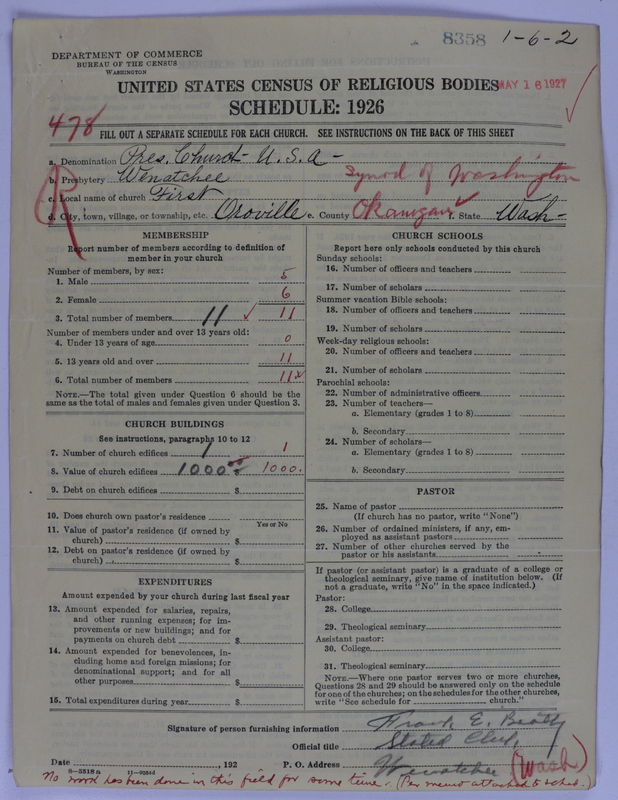 8358 1-6-2
DEPARTMENT OF COMMERCE
BUREAU OF THE CENSUS
WASHINGTON
UNITED STATES CENSUS OF RELIGIOUS BODIES MAY 16 1927
SCHEDULE: 1926
478
FILL OUT A SEPARATE SCHEDULE FOR EACH CHURCH. SEE INSTRUCTIONS ON THE BACK OF THIS SHEET
a. Denomination Pres. Church - U.S.A -
b. Presbytery Wenatchee Synod of Washington
R
c. Local name of church First
d. City, town, village, or township, etc. Oroville e. County Okanogan f. State Wash-
MEMBERSHIP
Report number of members according to definition of
member in your church
Number of members, by sex:
1. Male 5
2. Female 6
3. Total number of members 11 ✓ 11
Number of members under and over 13 years old:
4. Under 13 years of age 0
5. 13 years old and over 11
6. Total number of members 11 x
NOTE.—The total given under Question 6 should be
same as the total of males and females given under Question 3.
CHURCH BUILDINGS
See instructions, paragraphs 10 to 12
7. Number of church edifices 1 1
8. Value of church edifices 1000 00 1000.
9. Debt on church edifices $
10. Does church own pastor's residence
Yes or No
11. Value of pastor's residence (if owned by
church) $
12. Debt on pastor's residence (if owned by
church) $
EXPENDITURES
Amount expended by your church during last fiscal year
13. Amount expended for salaries, repairs,
and other running expenses; for im-
provements or new buildings; and for
payments on church debt $
14. Amount expended for benevolences, in-
cluding home and foreign missions; for
denominational support; and for all
other purposes $
15. Total expenditures during year $
CHURCH SCHOOLS
Report here only schools conducted by this church
Sunday schools:
16. Number of officers and teachers
17. Number of scholars
Summer vacation Bible schools:
18. Number of officers and teachers
19. Number of scholars
Week-day religious schools:
20. Number of officers and teachers
21. Number of scholars
Parochial schools:
22. Number of administrative officers
23. Number of teachers—
a. Elementary (grades 1 to 8)
b. Secondary
24. Number of scholars—
a. Elementary (grades 1 to 8)
b. Secondary
PASTOR
25. Name of pastor
(If church has no pastor, write "None")
26. Number of ordained ministers, if any, em-
ployed as assistant pastors
27. Number of other churches served by the
pastor or his assistants
If pastor (or assistant pastor) is a graduate of a college or
theological seminary, give name of institution below. (If
not a graduate, write "No" in the space indicated.)
Pastor:
28. College
29. Theological seminary
Assistant pastor:
30. College
31. Theological seminary
NOTE.—Where one pastor serves two or more churches,
Questions 28 and 29 should be answered only on the schedule
for one of the churches; on the schedules for the other churches,
write "See schedule for church."
Signature of person furnishing information Frank E. Beatty
Official title Stated Clerk
Date , 192 P. O. Address Wenatchee (Wash)
No work has been done in this field for some time. (Per memo attached to sched.)